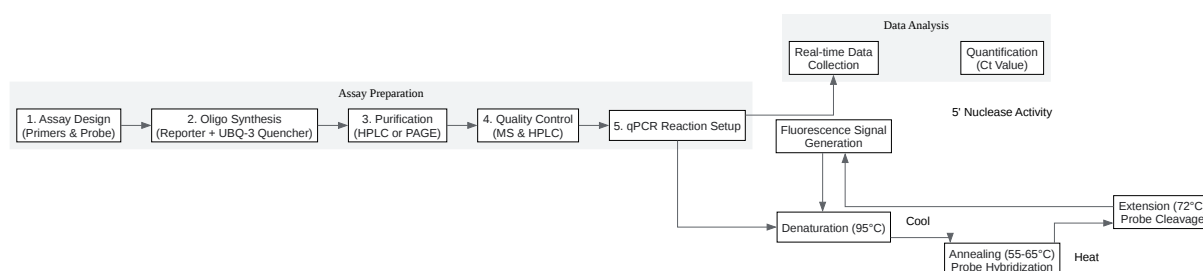 Data Analysis
Real-time Data
Collection
Quantification
(Ct Value)
Assay Preparation
1. Assay Design
(Primers & Probe)
2. Oligo Synthesis
(Reporter + UBQ-3 Quencher)
3. Purification
(HPLC or PAGE)
4. Quality Control
(MS & HPLC)
5. qPCR Reaction Setup
5' Nuclease Activity
Fluorescence Signal
Generation
Extension (72°C
Probe Cleavage
Denaturation (95°C)
Cool
Annealing (55-65°C)
Probe Hybridization
Heat